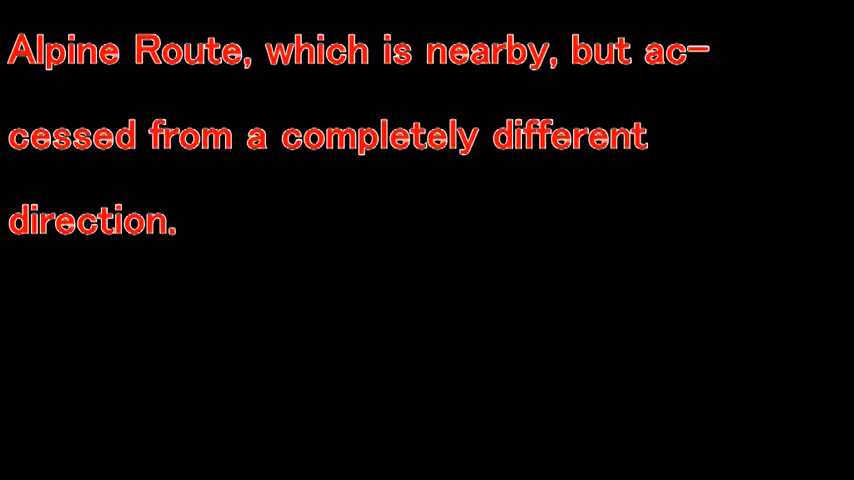 Alpine Route, which is nearby, but ac-
cessed from a completely different
direction.